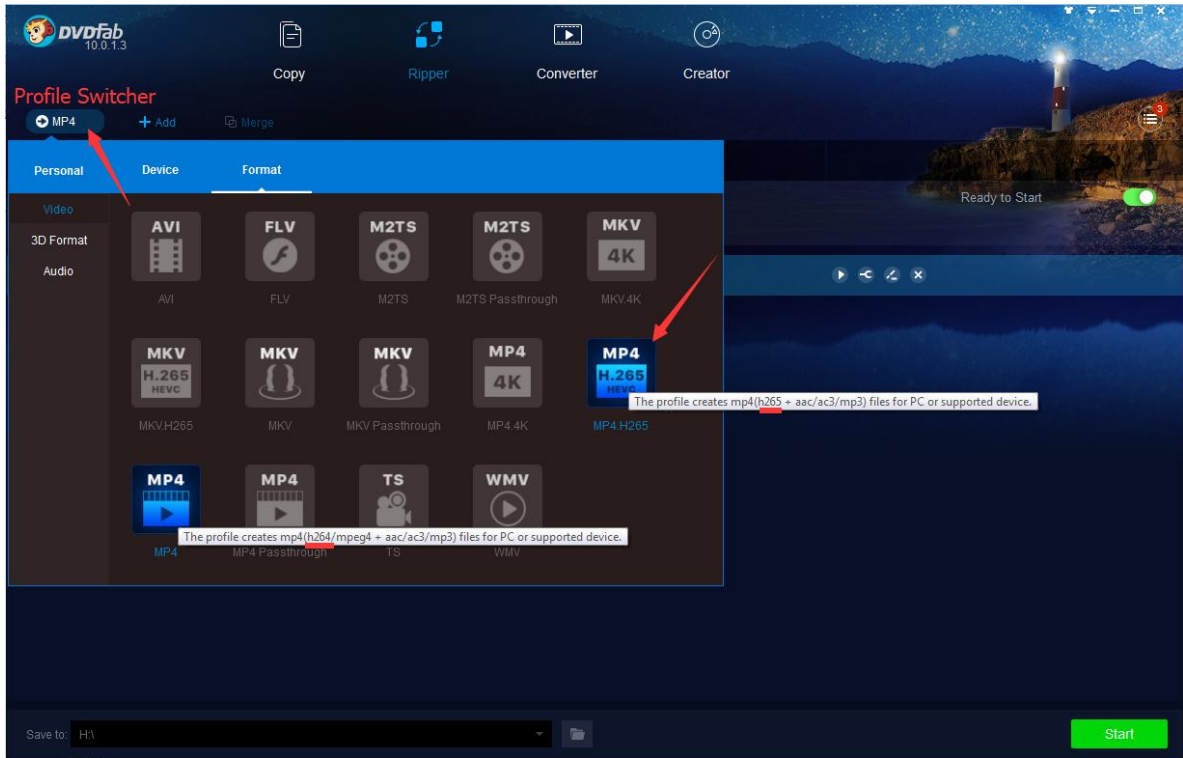 DVDFab
10.0.1.3
Copy
Ripper
Converter
Creator
Profile Switcher
MP4
Add
Merge
3
Personal
Device
Format
Ready to Start
Video
3D Format
Audio
AVI
FLV
M2TS
M2TS
MKV
4K
AVI
FLV
M2TS
M2TS Passthrough
MKV.4K
MKV
H.265
HEVC
MKV
MKV
MP4
4K
MP4
H.265
HEVC
The profile creates mp4(h265 + aac/ac3/mp3) files for PC or supported device.
MKV.H265
MKV
MKV Passthrough
MP4.4K
MP4.H265
MP4
MP4
TS
WMV
The profile creates mp4(h264/mpeg4 + aac/ac3/mp3) files for PC or supported device.
MP4
MP4 Passthrough
TS
WMV
Save to:
H:\
Start